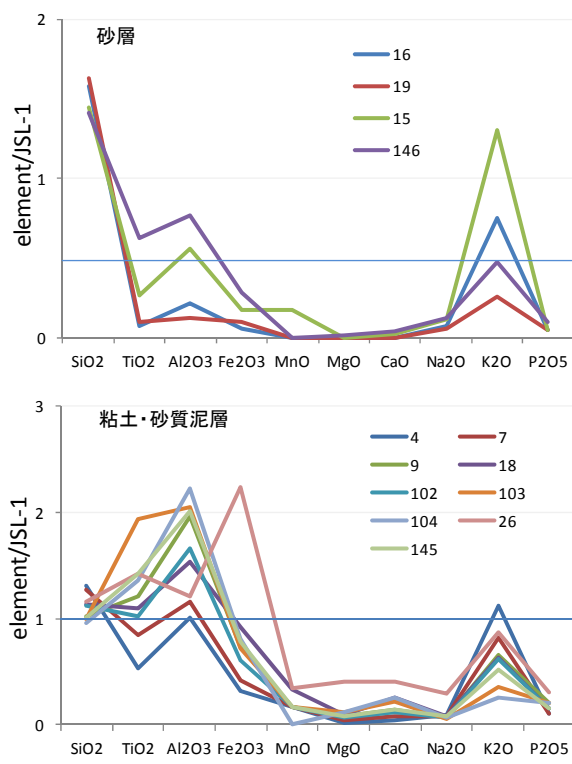 2
砂層
16
19
15
146
1
0
element/JSL-1
SiO2 TiO2 Al2O3 Fe2O3 MnO MgO CaO Na2O K2O P2O5
3
粘土・砂質泥層
4 7
9 18
102 103
104 26
145
2
1
0
element/JSL-1
SiO2 TiO2 Al2O3 Fe2O3 MnO MgO CaO Na2O K2O P2O5